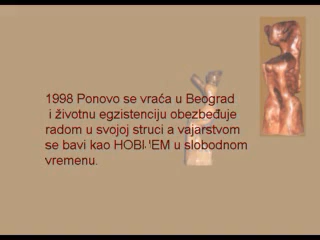 1998 Ponovo se vraća u Beograd
i životnu egzistenciju obezbeđuje
radom u svojoj struci a vajarstvom
se bavi kao HOBI-'EM u slobodnom
vremenu.